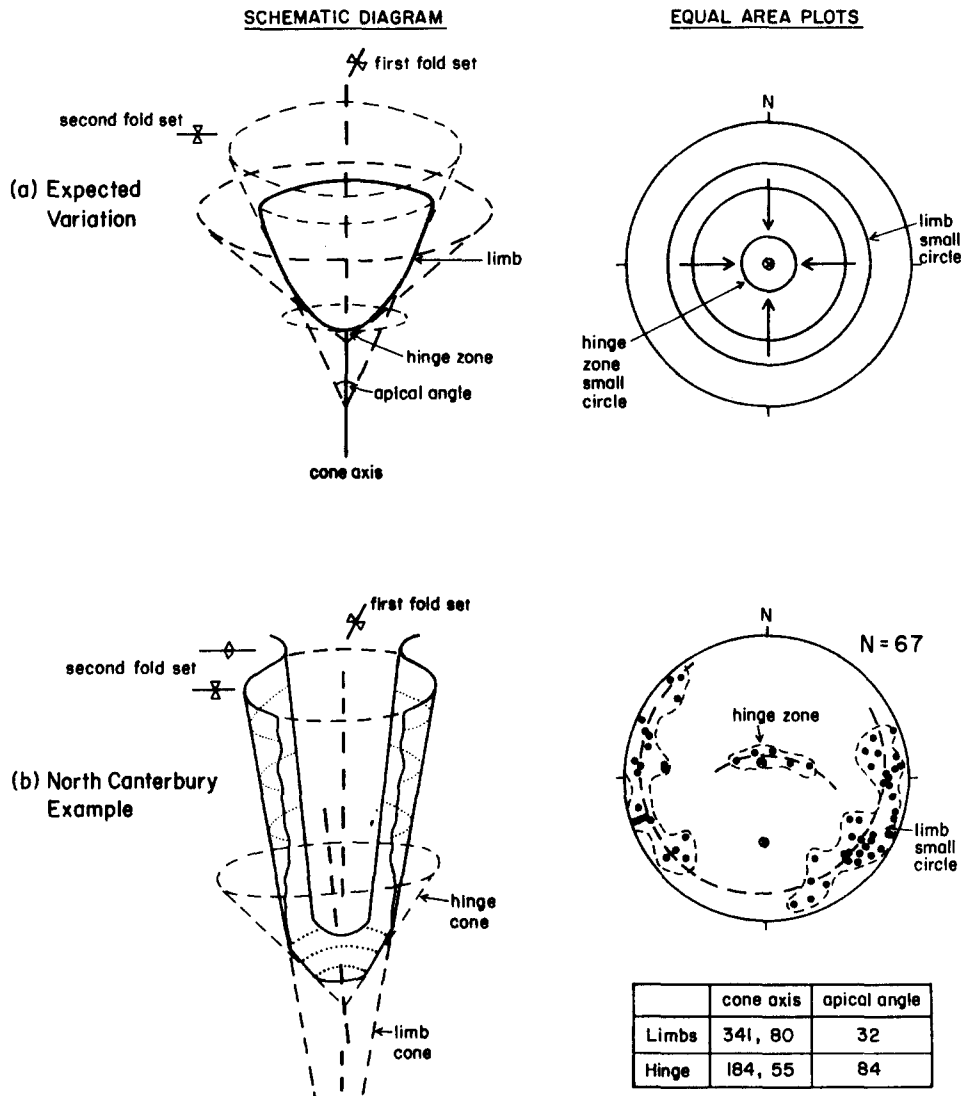 SCHEMATIC DIAGRAM
EQUAL AREA PLOTS
first fold set
second fold set
(a) Expected
Variation
limb
hinge zone
apical angle
cone axis
N
limb
small
circle
hinge
zone
small
circle
first fold set
second fold set
(b) North Canterbury
Example
hinge
cone
limb
cone
N
N = 67
hinge zone
limb
small
circle
cone axis apical angle
Limbs 341, 80 32
Hinge 184, 55 84